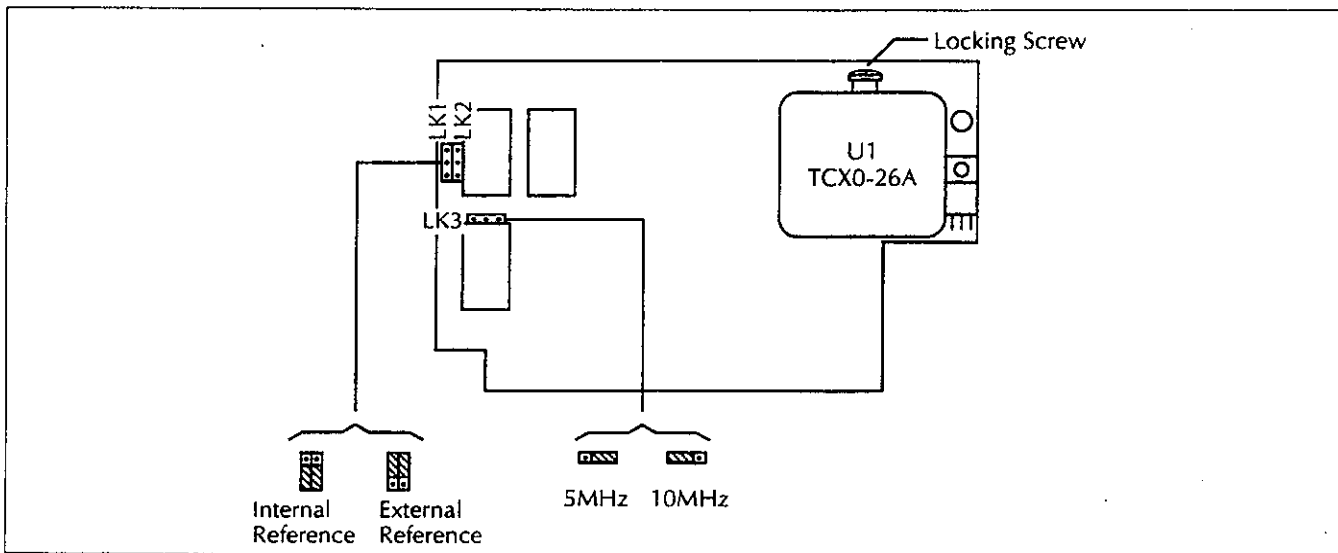 Locking Screw
LK1
LK2
U1
TCX0-26A
LK3
5MHz
10MHz
Internal
Reference
External
Reference